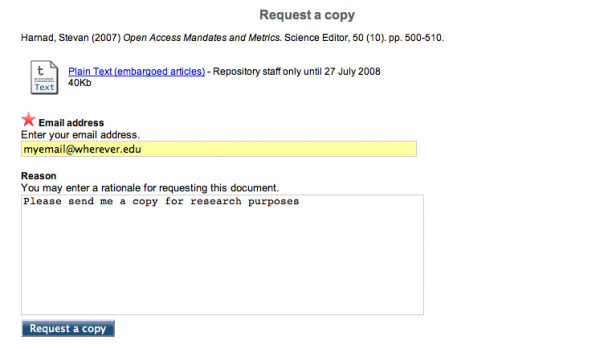 Request a copy
Harnad, Stevan (2007) Open Access Mandates and Metrics. Science Editor, 50 (10). pp. 500-510.
t
Text
Plain Text (embargoed articles) - Repository staff only until 27 July 2008
40Kb
Email address
Enter your email address.
myemail@wherever.edu
Reason
You may enter a rationale for requesting this document.
Please send me a copy for research purposes
Request a copy